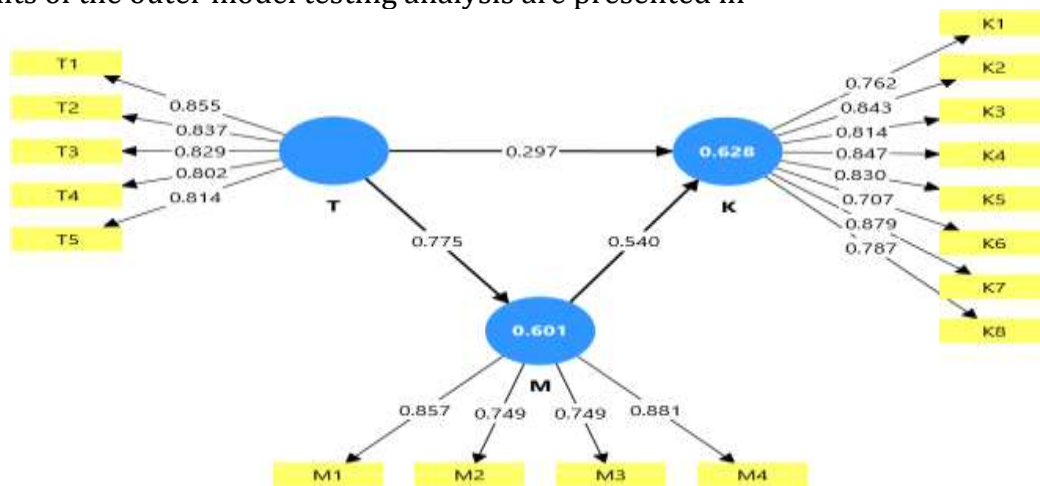 nts of the outer model testing analysis are presented in
T1
T2
T3
T4
T5
0.855
0.837
0.829
0.802
0.814
T
0.297
0.775
0.540
0.628
K
0.601
M
K1
K2
K3
K4
K5
K6
K7
K8
0.762
0.843
0.814
0.847
0.830
0.707
0.879
0.787
0.857
0.749
0.749
0.881
M1
M2
M3
M4